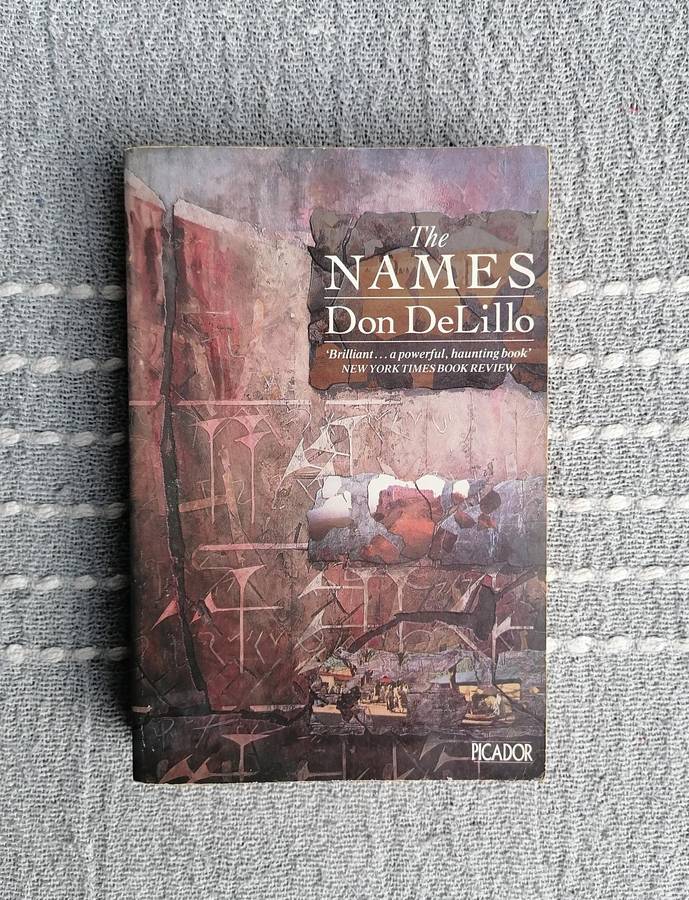 The
NAMES
Don DeLillo
‘Brilliant... a powerful, haunting book’
NEW YORK TIMES BOOK REVIEW
PICADOR